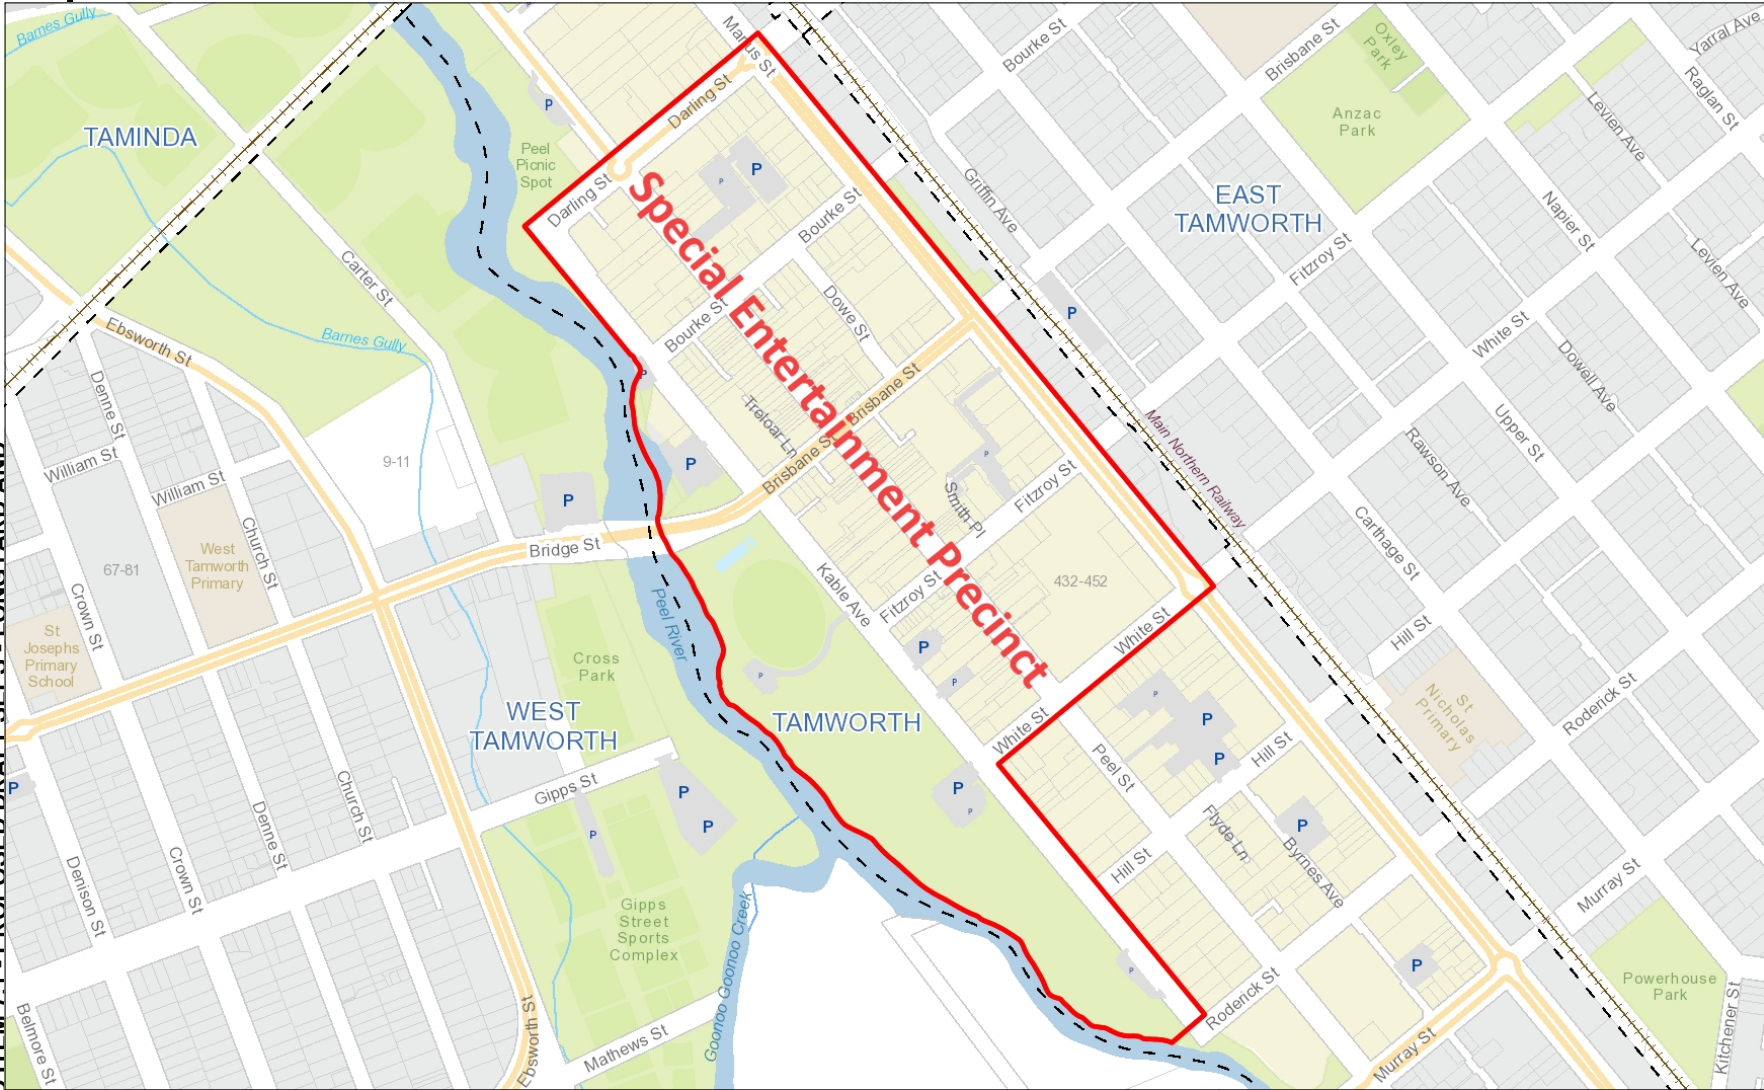 Barnes Gully
Marius St
Bourke St
Brisbane St
Oxley
Park
Yarral Ave
Raglan St
Levien Ave
Anzac
Park
TAMINDA
Darling St
P
P
P
Peel
Picnic
Spot
Darling St
Griffin Ave
EAST
TAMWORTH
Napier St
Levien Ave
Fitzroy St
Bourke St
Special Entertainment Precinct
Carter St
Dowe St
P
White St
Dowell Ave
Ebsworth St
Barnes Gully
Bourke St
P
Brisbane St
Denne St
Treloar Ln
Main Northern Railway
Upper St
Rawson Ave
William St
9-11
P
Brisbane St
P
William St
P
Smith Pl
Fitzroy St
Church St
Carthage St
Bridge St
West
Tamworth
Primary
67-81
Crown St
Peel River
Kable Ave
Fitzroy St
432-452
White St
Hill St
St
Josephs
Primary
School
Cross
Park
P
P
P
St
Nicholas
Primary
Roderick St
WEST
TAMWORTH
TAMWORTH
White St
P
P
Hill St
Peel St
P
P
Gipps St
P
P
P
P
P
Church St
Denne St
P
Flyde Ln
P
Byrnes Ave
Hill St
Denison St
Crown St
Murray St
Gipps
Street
Sports
Complex
Goonoo Goonoo Creek
P
P
Roderick St
Powerhouse
Park
Kitchener St
Belmore St
Ebsworth St
Mathews St
Murray St